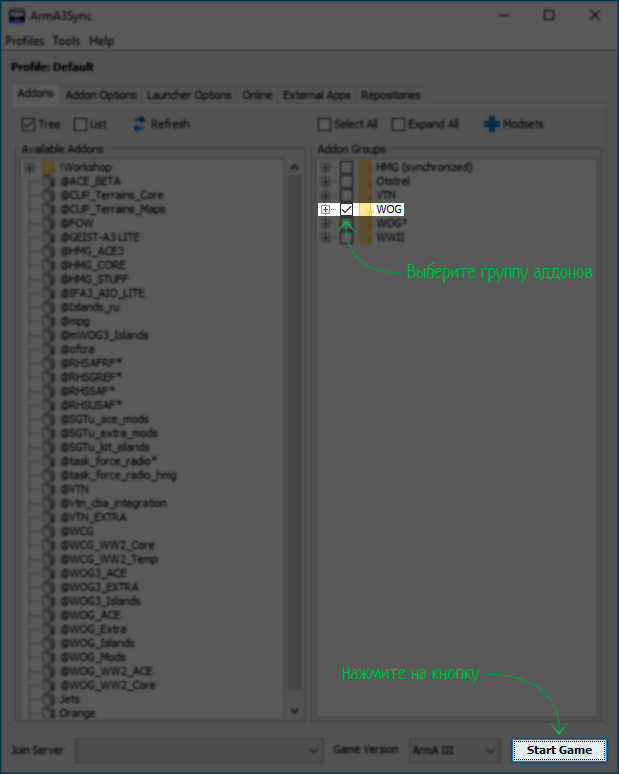 ArmA3Sync
Profiles Tools Help
Profile: Default
Addons Addon Options Launcher Options Online External Apps Repositories
Tree List Refresh Select All Expand All Modsets
Available Addons
!Workshop
@ACE_BETA
@CUP_Terrains_Core
@CUP_Terrains_Maps
@FOW
@GEIST-A3 LITE
@HMG_ACE3
@HMG_CORE
@HMG_STUFF
@IFA3_AIO_LITE
@Islands_ru
@mpg
@mWOG3_Islands
@ofcra
@RHSAFRF*
@RHSGREF*
@RHSSAF*
@RHSUSAF*
@SGTu_ace_mods
@SGTu_extra_mods
@SGTu_kit_islands
@task_force_radio*
@task_force_radio_hmg
@VTN
@vtn_cba_integration
@VTN_EXTRA
@WCG
@WCG_WW2_Core
@WCG_WW2_Temp
@WOG3_ACE
@WOG3_EXTRA
@WOG3_Islands
@WOG_ACE
@WOG_Extra
@WOG_Islands
@WOG_Mods
@WOG_WW2_ACE
@WOG_WW2_Core
Jets
Orange
Addon Groups
HMG (synchronized)
Otstrel
VTN
WOG
WOG³
WWII
Выберите группу аддонов
Нажмите на кнопку
Join Server Game Version ArmA III Start Game